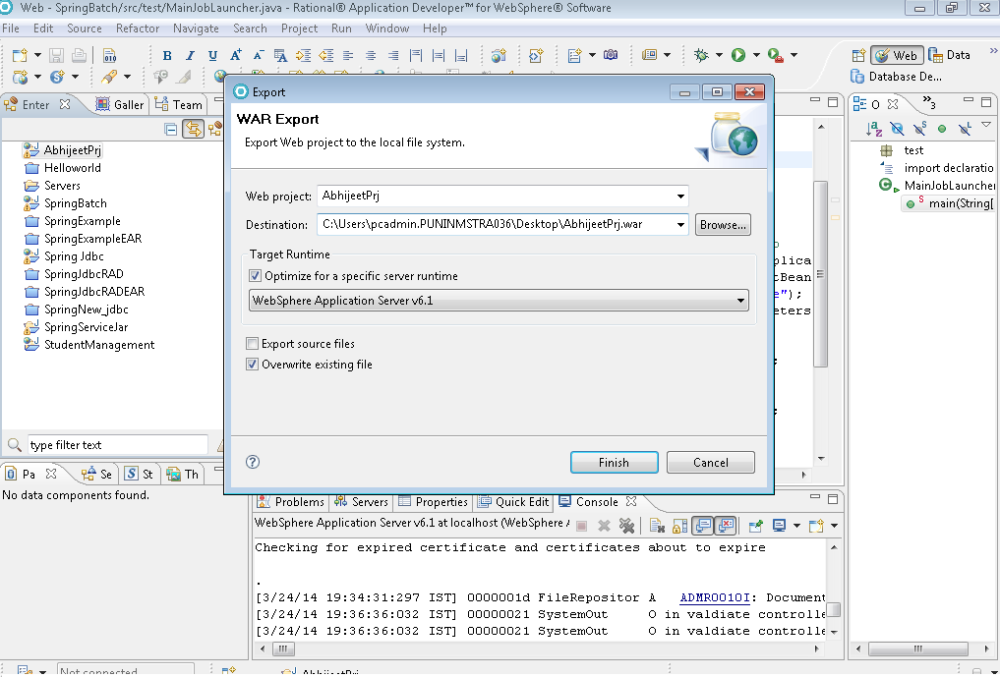 Web - SpringBatch/src/test/MainJobLauncher.java - Rational® Application Developer™ for WebSphere® Software
File Edit Source Refactor Navigate Search Project Run Window Help
Web Data
Database De...
Enter Galler Team
AbhijeetPrj
Helloworld
Servers
SpringBatch
SpringExample
SpringExampleEAR
Spring Jdbc
SpringJdbcRAD
SpringJdbcRADEAR
SpringNew_jdbc
SpringServiceJar
StudentManagement
type filter text
Pa Se St Th
No data components found.
Export
WAR Export
Export Web project to the local file system.
Web project: AbhijeetPrj
Destination: C:\Users\pcadmin.PUNINMSTRA036\Desktop\AbhijeetPrj.war Browse...
Target Runtime
Optimize for a specific server runtime
WebSphere Application Server v6.1
Export source files
Overwrite existing file
Finish Cancel
plica
tBean
e");
eters
;
;
O 3
test
import declaratio
MainJobLauncher
main(String[
Problems Servers Properties Quick Edit Console
WebSphere Application Server v6.1 at localhost (WebSphere A
Checking for expired certificate and certificates about to expire
.
[3/24/14 19:34:31:297 IST] 0000001d FileRepositor A ADMR0010I: Document
[3/24/14 19:36:36:032 IST] 00000021 SystemOut O in valdiate controlle
[3/24/14 19:36:36:032 IST] 00000021 SystemOut O in valdiate controlle
Not connected
AbhijeetPrj